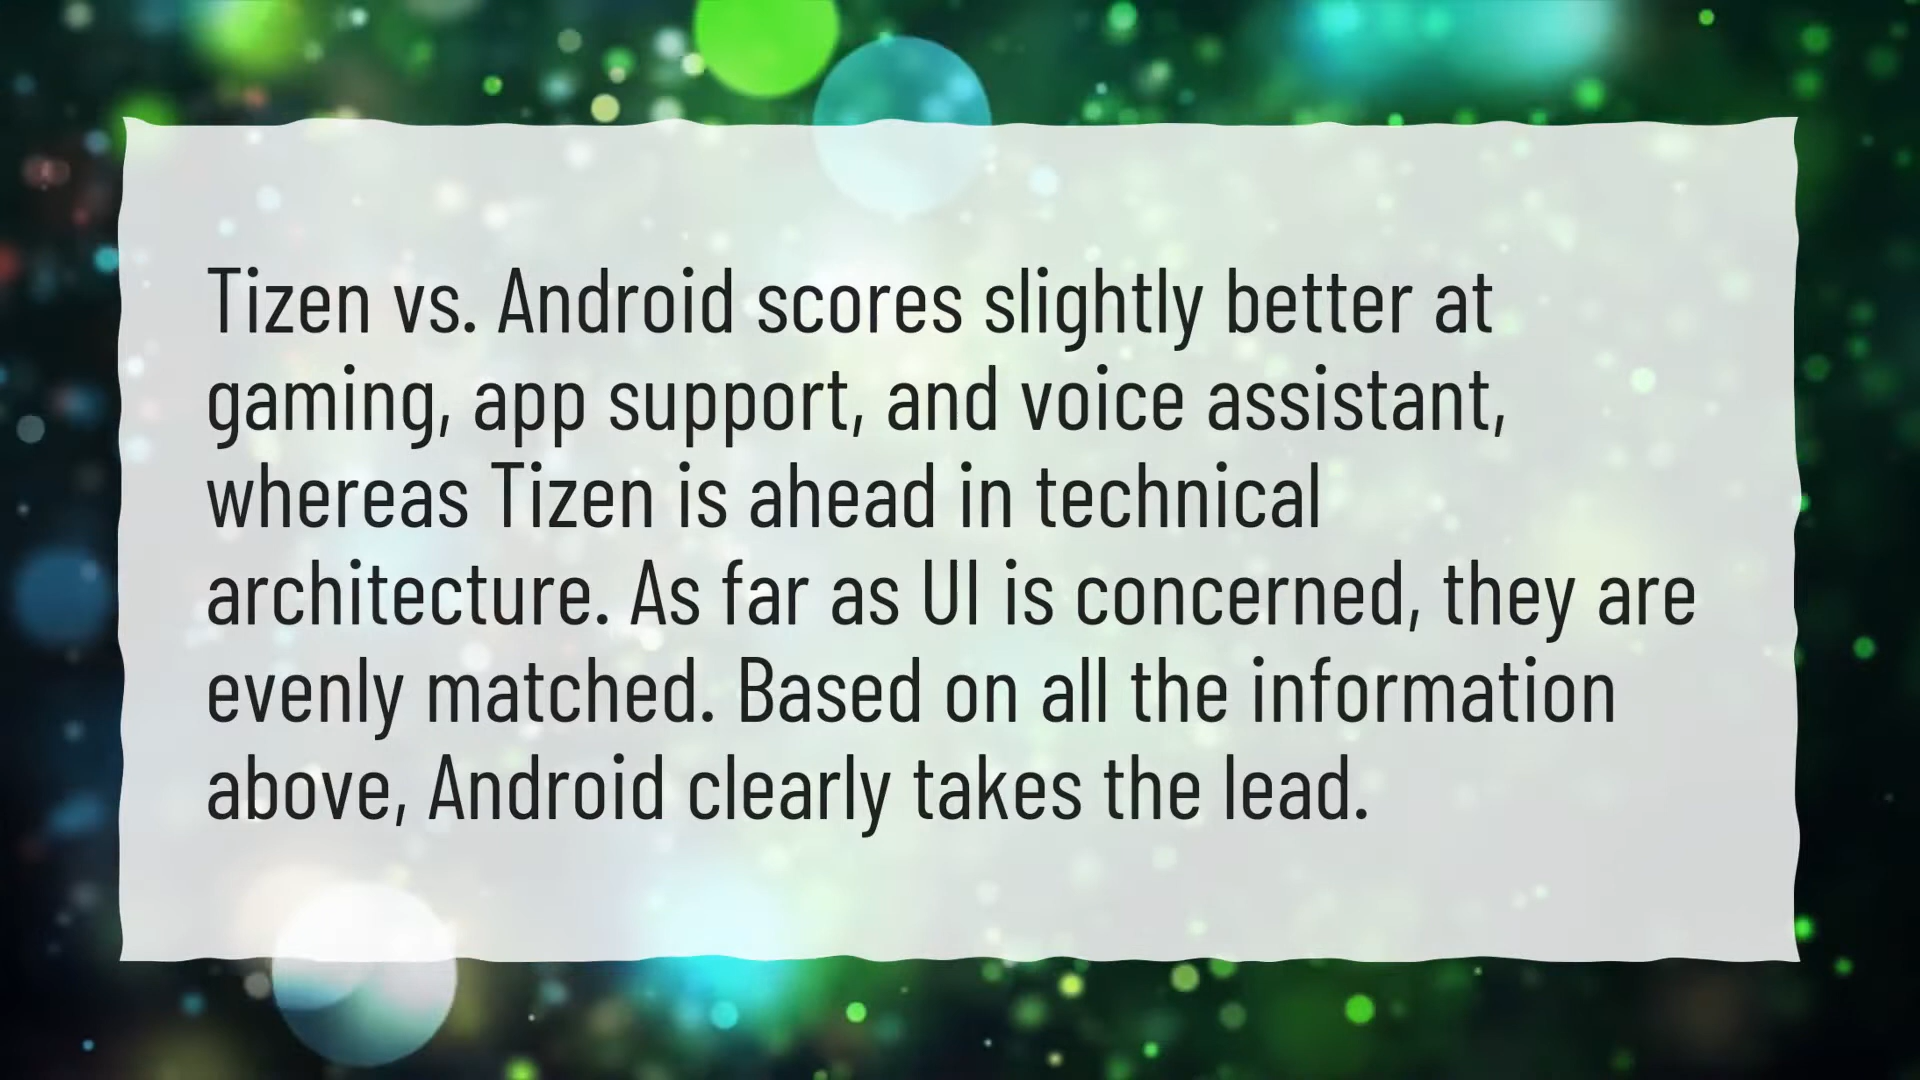 Tizen vs. Android scores slightly better at
gaming, app support, and voice assistant,
whereas Tizen is ahead in technical
architecture. As far as UI is concerned, they are
evenly matched. Based on all the information
above, Android clearly takes the lead.